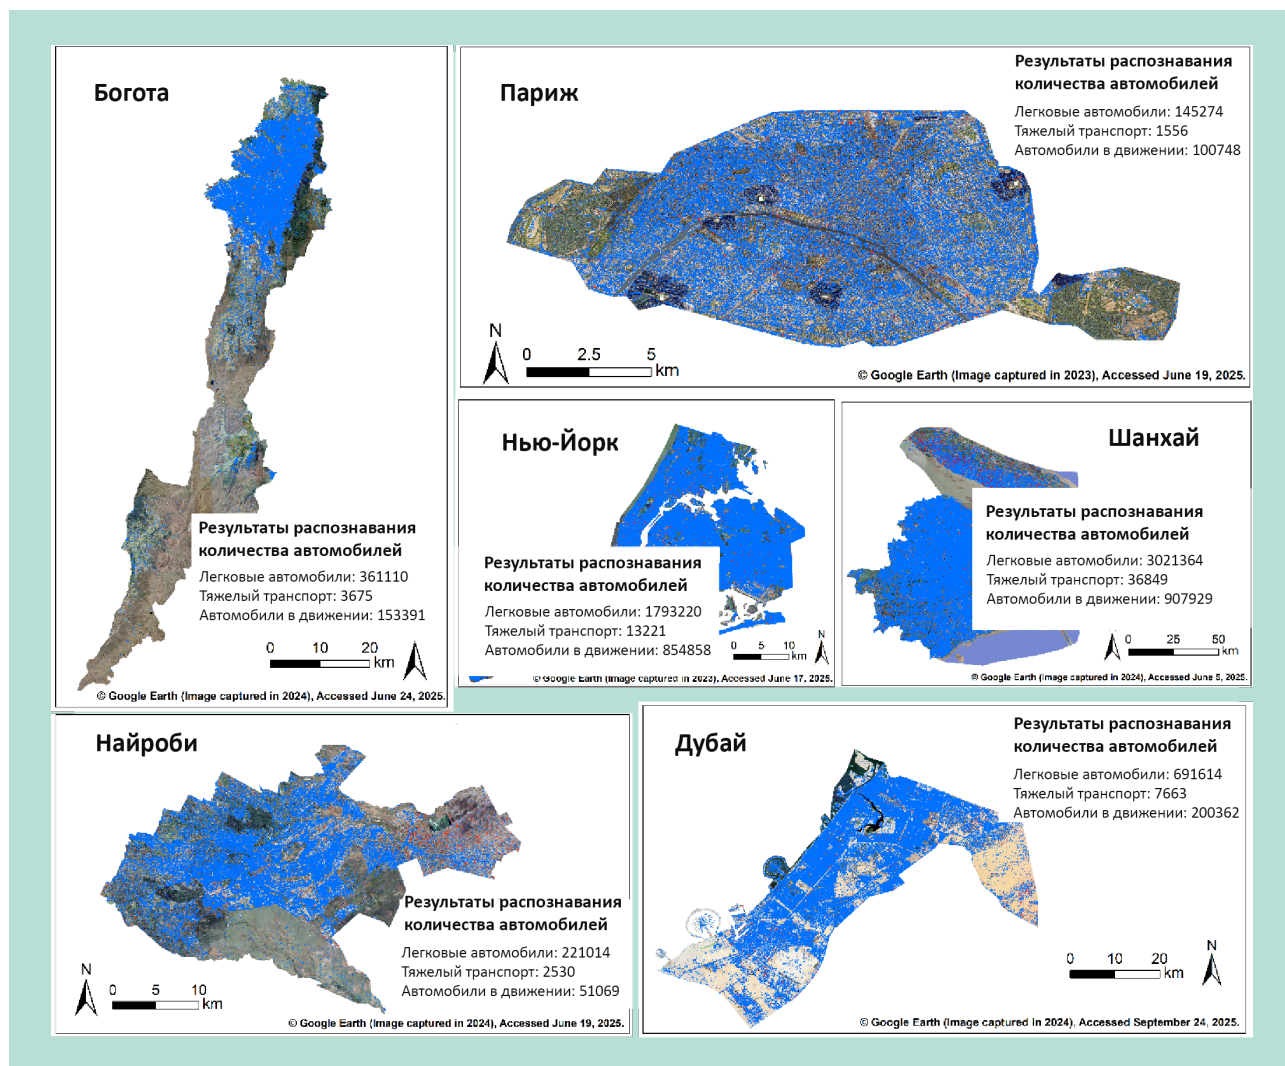 Богота
Результаты распознавания
количества автомобилей
Легковые автомобили: 361110
Тяжелый транспорт: 3675
Автомобили в движении: 153391
0 10 20
km
© Google Earth (Image captured in 2024), Accessed June 24, 2025.
Париж
Результаты распознавания
количества автомобилей
Легковые автомобили: 145274
Тяжелый транспорт: 1556
Автомобили в движении: 100748
N
0 2.5 5
km
© Google Earth (Image captured in 2023), Accessed June 19, 2025.
Нью-Йорк
Результаты распознавания
количества автомобилей
Легковые автомобили: 1793220
Тяжелый транспорт: 13221
Автомобили в движении: 854858
0 5 10
km
N
© Google Earth (Image captured in 2023), Accessed June 17, 2025.
Шанхай
Результаты распознавания
количества автомобилей
Легковые автомобили: 3021364
Тяжелый транспорт: 36849
Автомобили в движении: 907929
N
0 25 50
km
© Google Earth (Image captured in 2024), Accessed June 5, 2025.
Найроби
Результаты распознавания
количества автомобилей
Легковые автомобили: 221014
Тяжелый транспорт: 2530
Автомобили в движении: 51069
N
0 5 10
km
© Google Earth (Image captured in 2024), Accessed June 19, 2025.
Дубай
Результаты распознавания
количества автомобилей
Легковые автомобили: 691614
Тяжелый транспорт: 7663
Автомобили в движении: 200362
0 10 20
km
N
© Google Earth (Image captured in 2024), Accessed September 24, 2025.